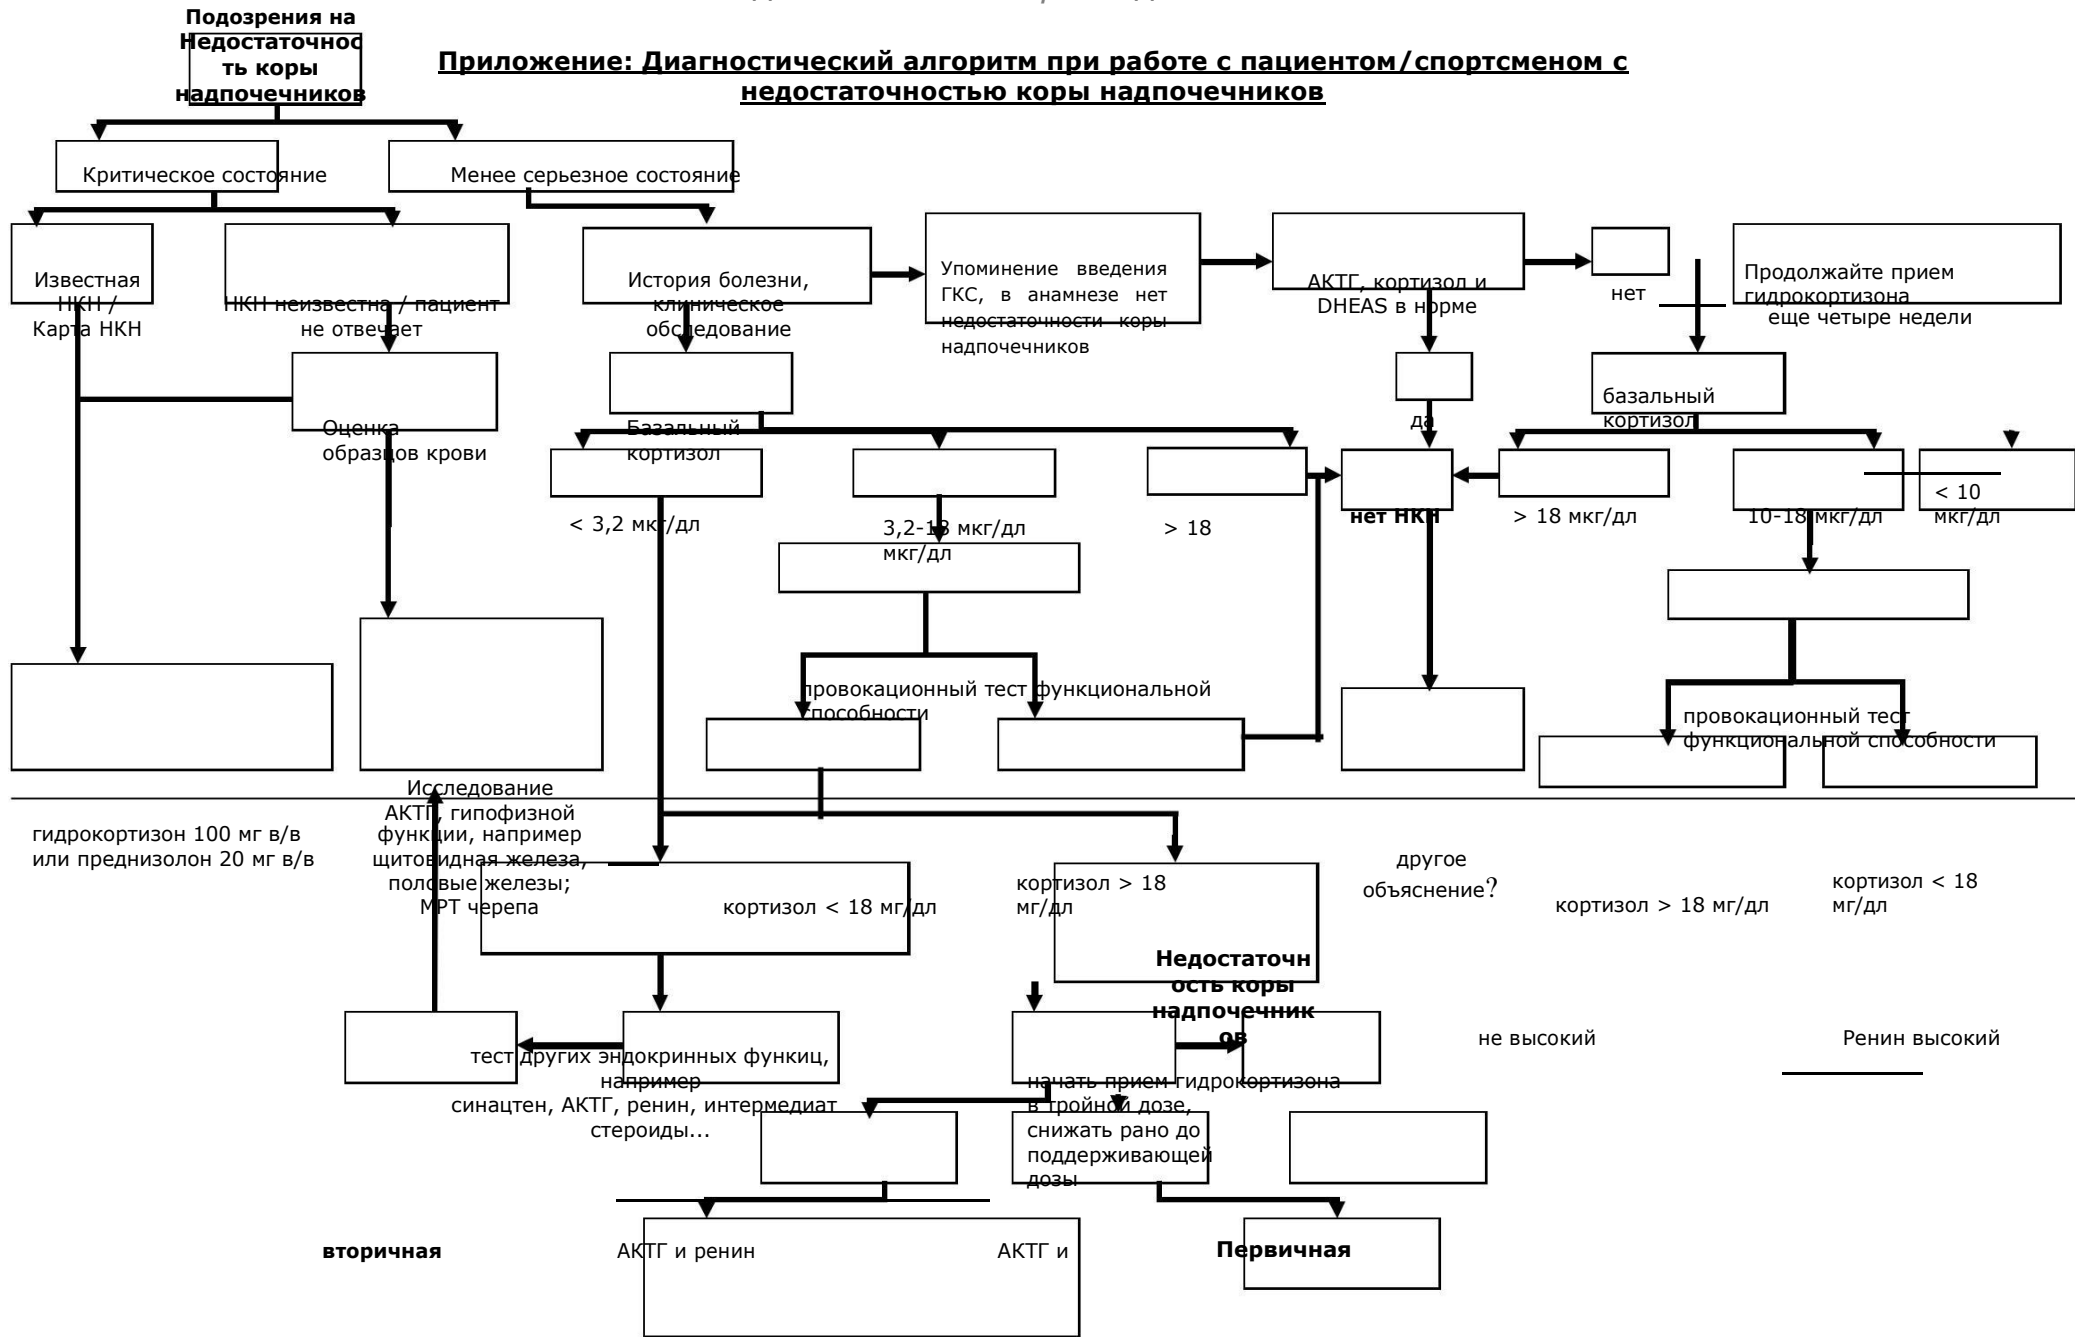 Подозрения на
Недостаточнос
ть коры
надпочечников
Приложение: Диагностический алгоритм при работе с пациентом/спортсменом с
недостаточностью коры надпочечников
Критическое состояние
Менее серьезное состояние
Известная
НКН /
Карта НКН
НКН неизвестна / пациент
не отвечает
История болезни,
клиническое
обследование
Упоминение введения
ГКС, в анамнезе нет
недостаточности коры
надпочечников
АКТГ, кортизол и
DHEAS в норме
нет
Продолжайте прием
гидрокортизона
еще четыре недели
Оценка
образцов крови
Базальный
кортизол
да
базальный
кортизол
< 3,2 мкг/дл
3,2-18 мкг/дл
мкг/дл
> 18
нет НКН
> 18 мкг/дл
10-18 мкг/дл
< 10
мкг/дл
провокационный тест функциональной
способности
провокационный тест
функциональной способности
гидрокортизон 100 мг в/в
или преднизолон 20 мг в/в
Исследование
АКТГ, гипофизной
функции, например
щитовидная железа,
половые железы;
МРТ черепа
кортизол < 18 мг/дл
кортизол > 18
мг/дл
другое
объяснение?
кортизол > 18 мг/дл
кортизол < 18
мг/дл
Недостаточн
ость коры
надпочечник
ов
тест других эндокринных функиц,
например
синацтен, АКТГ, ренин, интермедиат
стероиды...
начать прием гидрокортизона
в тройной дозе,
снижать рано до
поддерживающей
дозы
не высокий
Ренин высокий
вторичная
АКТГ и ренин
АКТГ и
Первичная